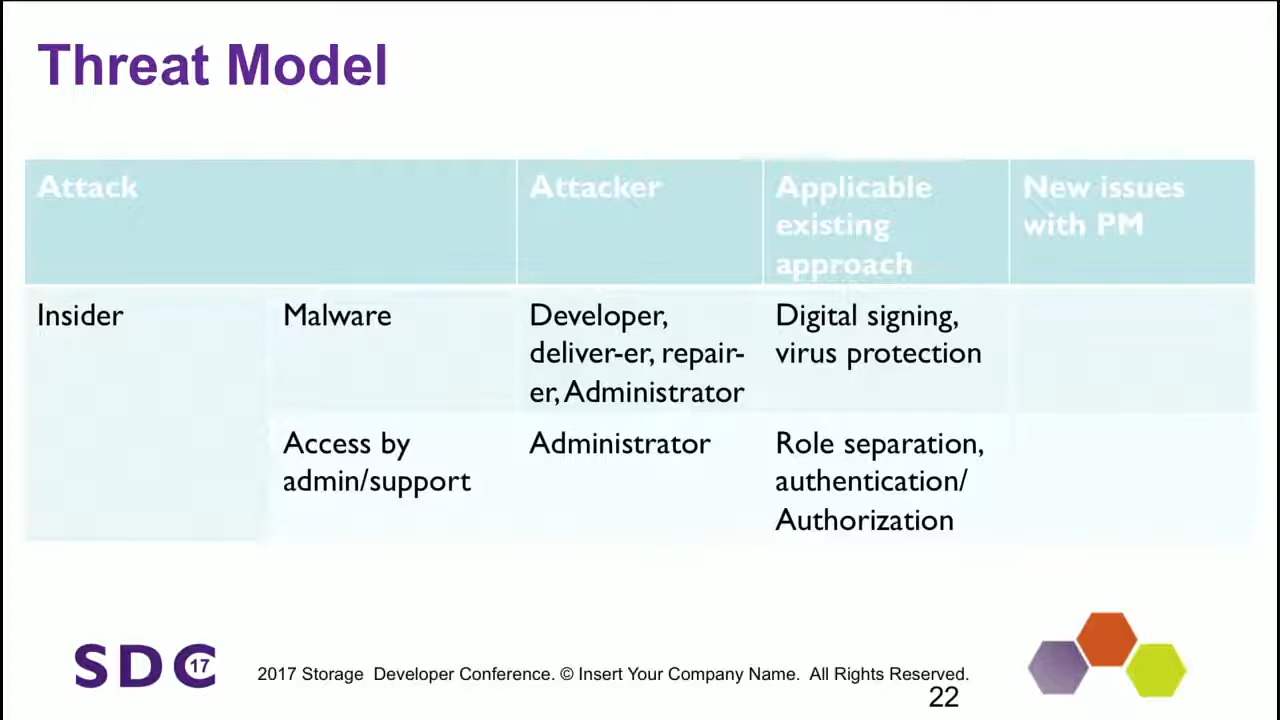 Threat Model
Attack
Attacker
Applicable
existing
approach
New issues
with PM
Insider
Malware
Developer,
deliver-er, repair-
er, Administrator
Digital signing,
virus protection
Access by
admin/support
Administrator
Role separation,
authentication/
Authorization
SDC 17
2017 Storage Developer Conference. © Insert Your Company Name. All Rights Reserved.
22